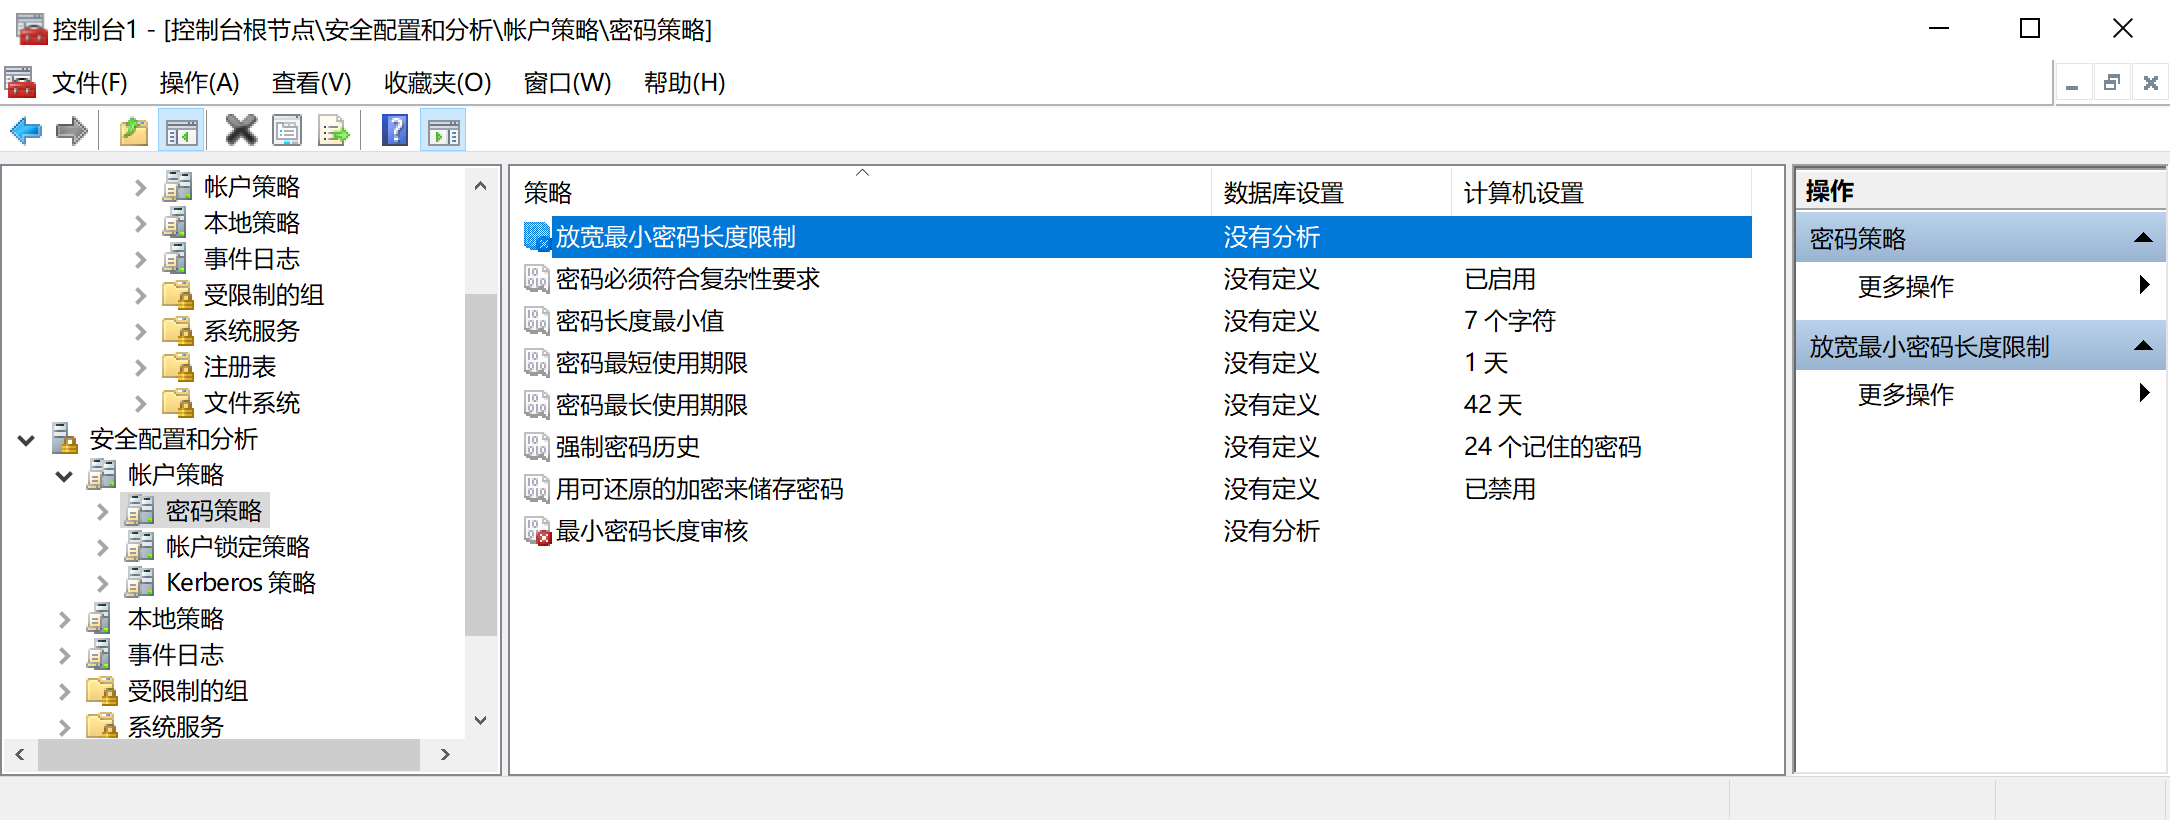 控制台1 - [控制台根节点\安全配置和分析\帐户策略\密码策略]
文件(F) 操作(A) 查看(V) 收藏夹(O) 窗口(W) 帮助(H)
帐户策略
本地策略
事件日志
受限制的组
系统服务
注册表
文件系统
安全配置和分析
帐户策略
密码策略
帐户锁定策略
Kerberos 策略
本地策略
事件日志
受限制的组
系统服务
策略 数据库设置 计算机设置
放宽最小密码长度限制 没有分析
密码必须符合复杂性要求 没有定义 已启用
密码长度最小值 没有定义 7 个字符
密码最短使用期限 没有定义 1 天
密码最长使用期限 没有定义 42 天
强制密码历史 没有定义 24 个记住的密码
用可还原的加密来储存密码 没有定义 已禁用
最小密码长度审核 没有分析
操作
密码策略
更多操作
放宽最小密码长度限制
更多操作